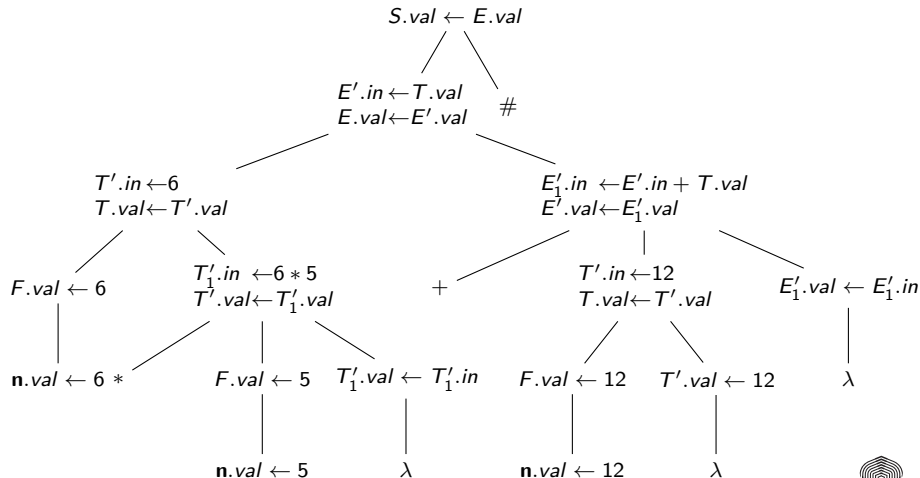 S.val ← E.val
E′.in ← T.val
E.val ← E′.val
#
T′.in ← 6
T.val ← T′.val
E′₁.in ← E′.in + T.val
E′.val ← E′₁.val
F.val ← 6
T′₁.in ← 6 ∗ 5
T′.val ← T′₁.val
+
T′.in ← 12
T.val ← T′.val
E′₁.val ← E′₁.in
n.val ← 6
∗
F.val ← 5
T′₁.val ← T′₁.in
F.val ← 12
T′.val ← 12
λ
n.val ← 5
λ
n.val ← 12
λ